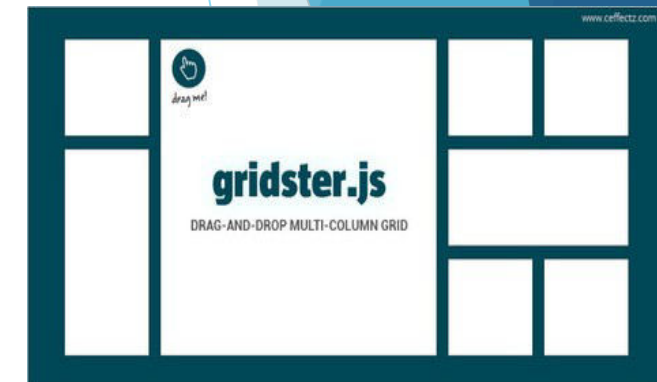 www.ceffectz.com
drag me!
gridster.js
DRAG-AND-DROP MULTI-COLUMN GRID